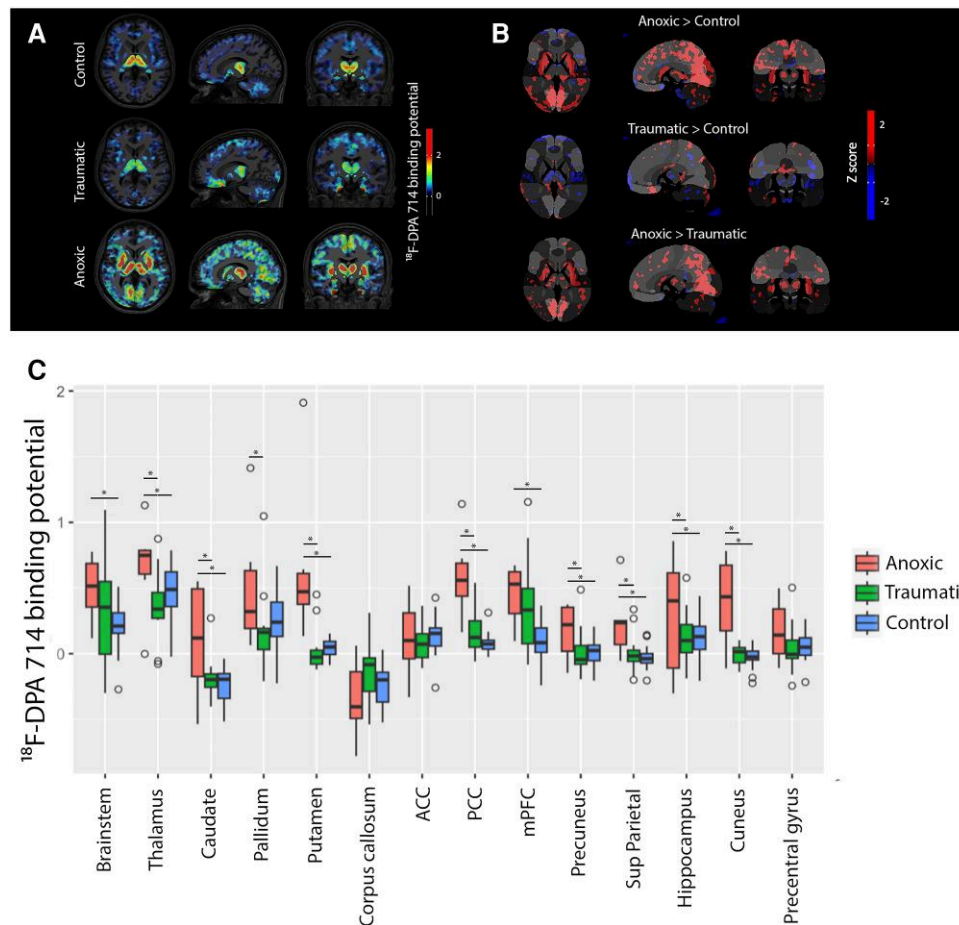 A
B
Control
Traumatic
Anoxic
¹⁸F-DPA 714 binding potential
2
0
Anoxic > Control
Traumatic > Control
Anoxic > Traumatic
Z score
2
-2
C
¹⁸F-DPA 714 binding potential
2
1
0
* * * * * * * * * * * * * * * * * * * *
Brainstem
Thalamus
Caudate
Pallidum
Putamen
Corpus callosum
ACC
PCC
mPFC
Precuneus
Sup Parietal
Hippocampus
Cuneus
Precentral gyrus
Anoxic
Traumati
Control